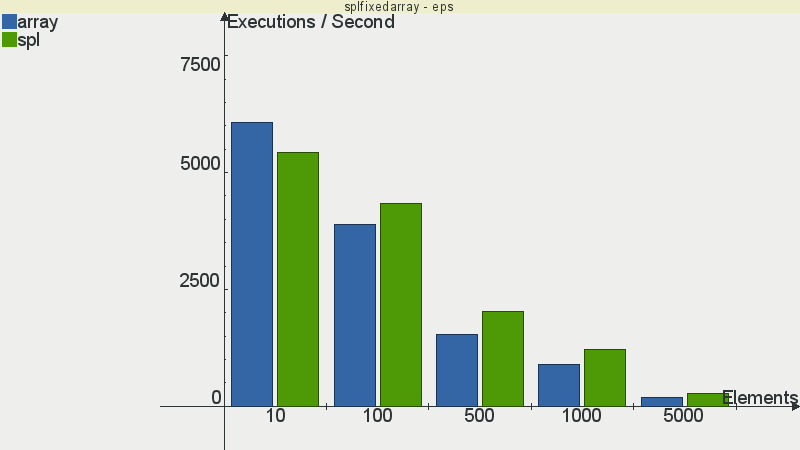 splfixedarray - eps
array
spl
Executions / Second
7500
5000
2500
0
Elements
10 100 500 1000 5000